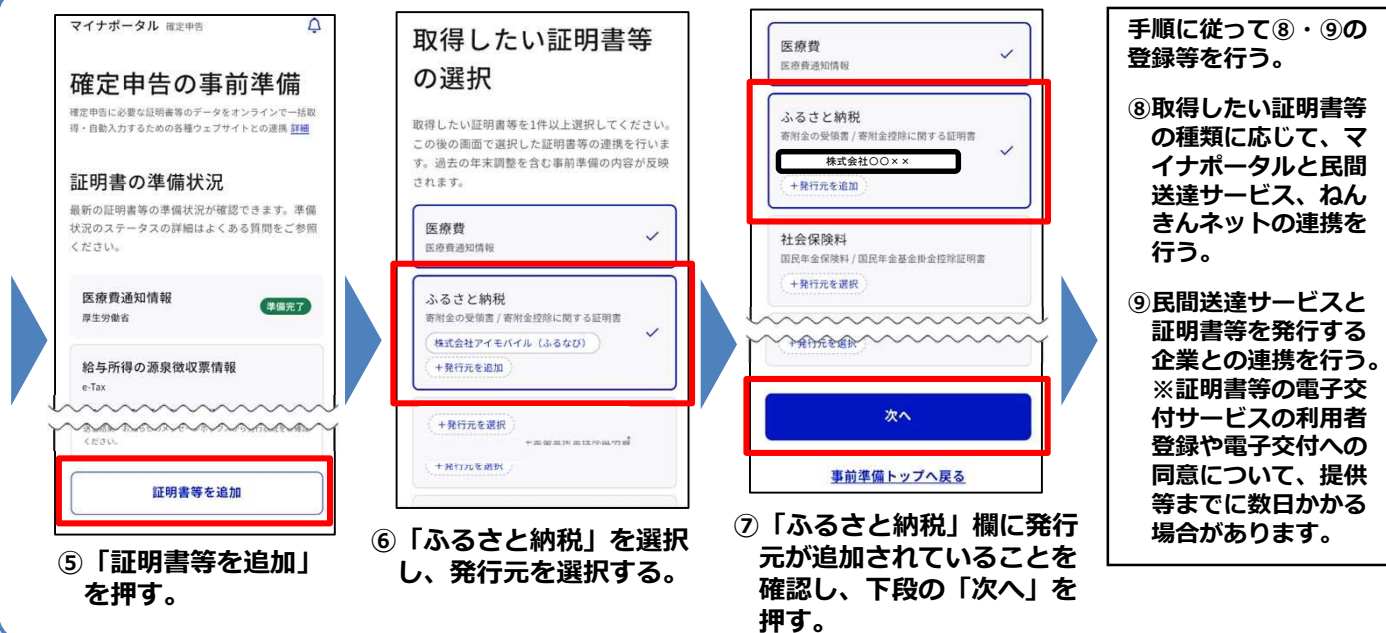 マイナポータル 確定申告
確定申告の事前準備
確定申告に必要な証明書等のデータをオンラインで一括取
得・自動入力するための各種ウェブサイトとの連携 詳細
証明書の準備状況
最新の証明書等の準備状況が確認できます。準備
状況のステータスの詳細はよくある質問をご参照
ください。
医療費通知情報
厚生労働省
準備完了
給与所得の源泉徴収票情報
e-Tax
ください。
証明書等を追加
⑤「証明書等を追加」
を押す。
取得したい証明書等
の選択
取得したい証明書等を1件以上選択してください。
この後の画面で選択した証明書等の連携を行いま
す。過去の年末調整を含む事前準備の内容が反映
されます。
医療費
医療費通知情報
ふるさと納税
寄附金の受領書 / 寄附金控除に関する証明書
株式会社アイモバイル（ふるなび）
+発行元を追加
+発行元を選択
+発行元を選択
⑥「ふるさと納税」を選択
し、発行元を選択する。
医療費
医療費通知情報
ふるさと納税
寄附金の受領書 / 寄附金控除に関する証明書
株式会社○○××
+発行元を追加
社会保険料
国民年金保険料 / 国民年金基金掛金控除証明書
+発行元を選択
+発行元を選択
次へ
事前準備トップへ戻る
⑦「ふるさと納税」欄に発行
元が追加されていることを
確認し、下段の「次へ」を
押す。
手順に従って⑧・⑨の
登録等を行う。
⑧取得したい証明書等
の種類に応じて、マ
イナポータルと民間
送達サービス、ねん
きんネットの連携を
行う。
⑨民間送達サービスと
証明書等を発行する
企業との連携を行う。
※証明書等の電子交
付サービスの利用者
登録や電子交付への
同意について、提供
等までに数日かかる
場合があります。